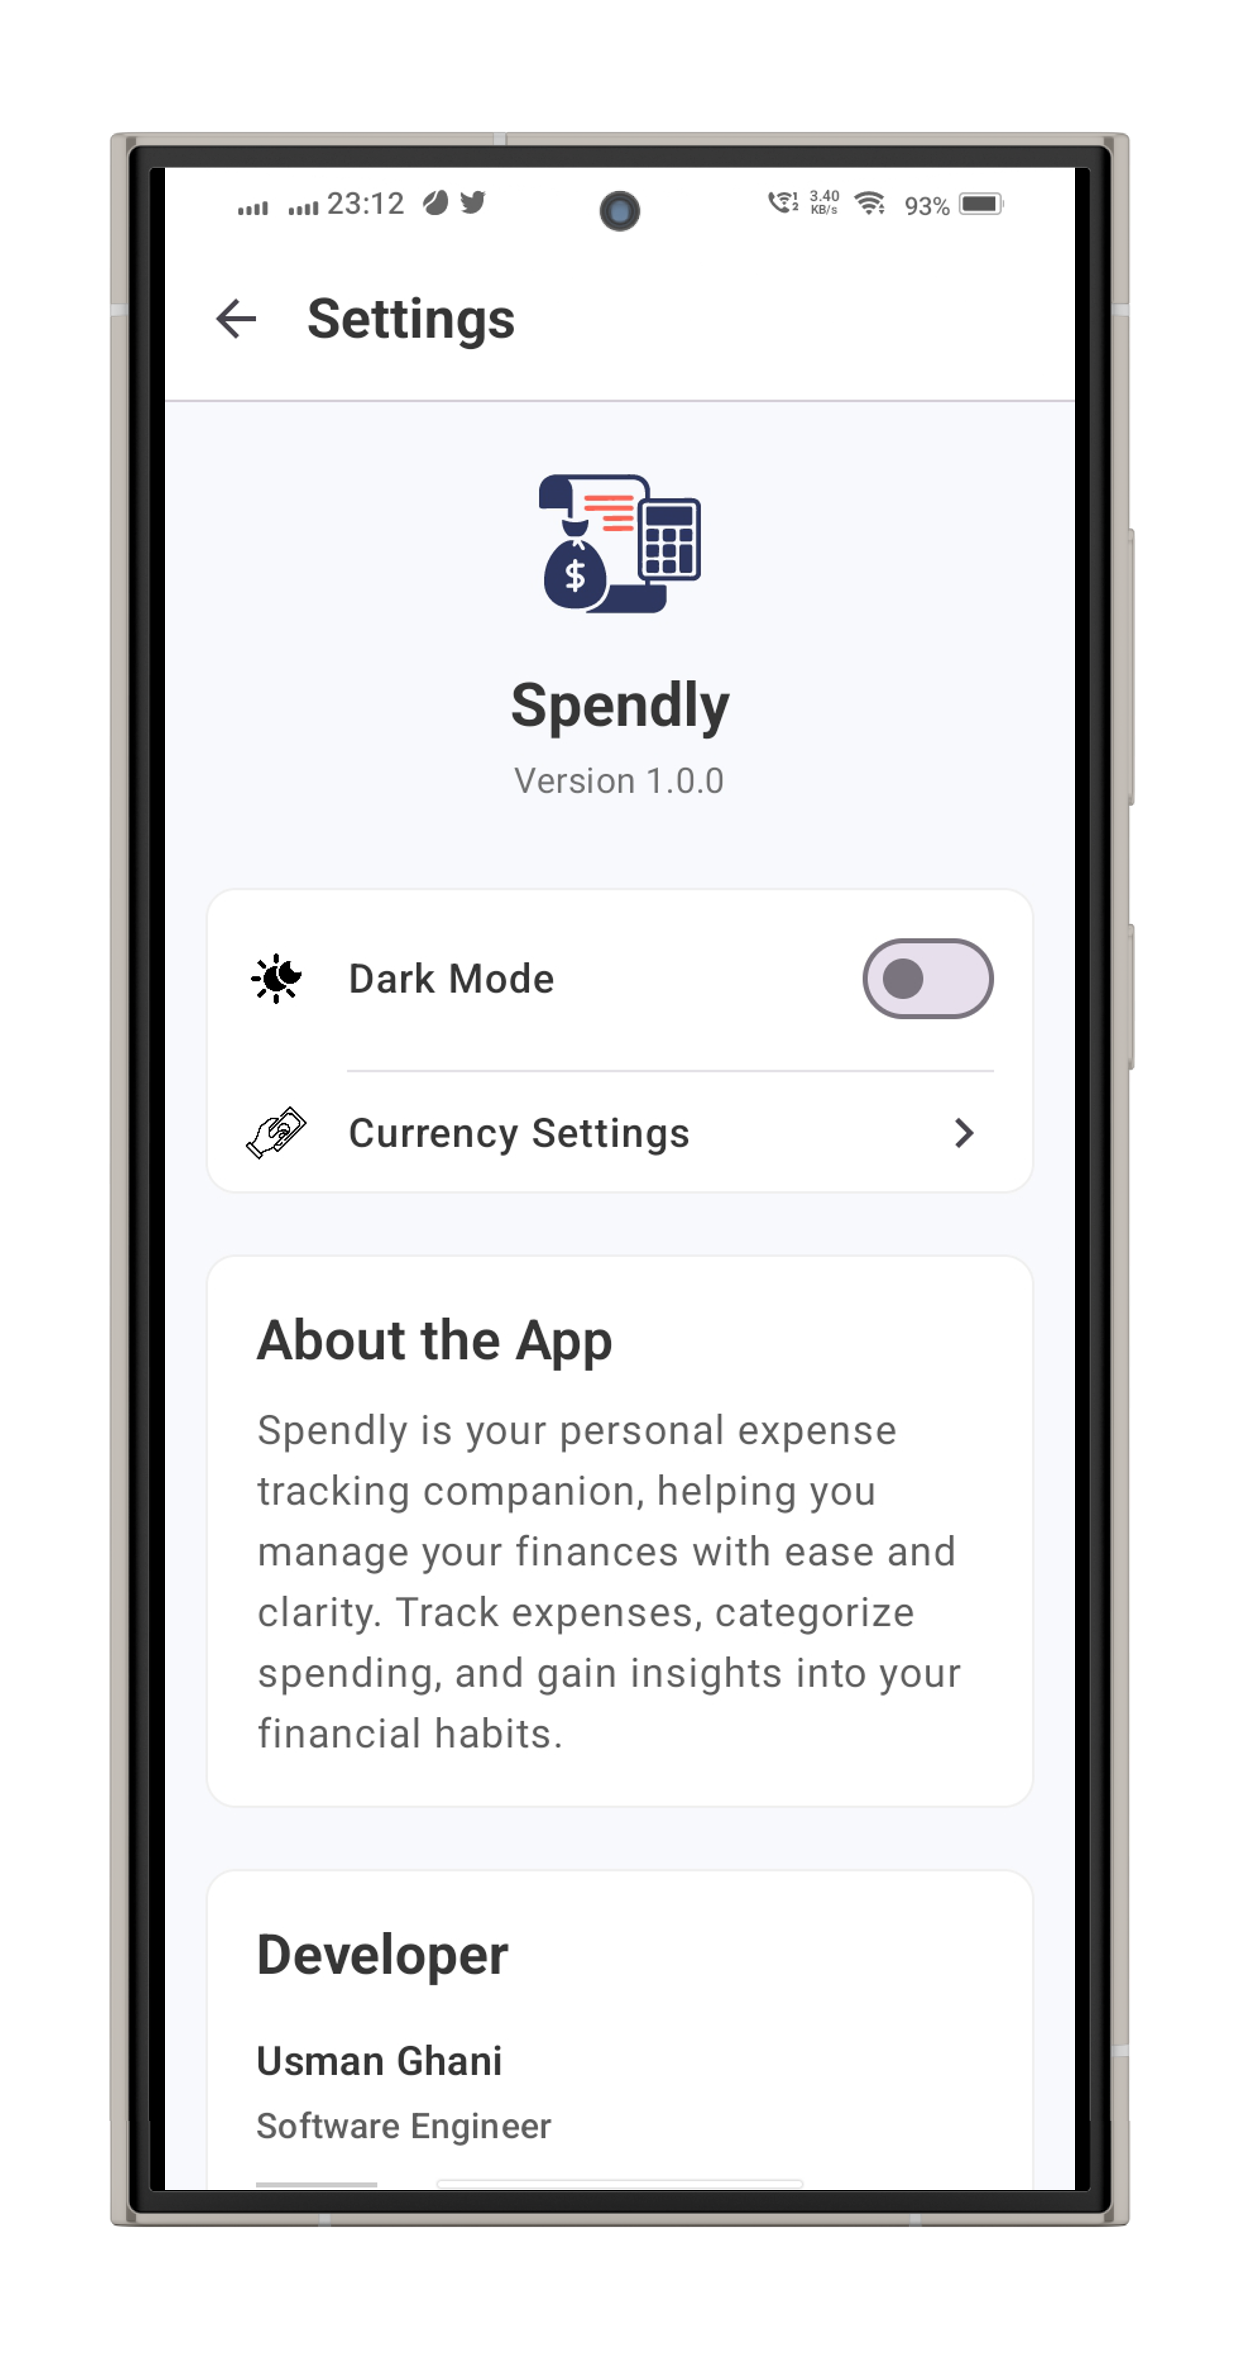 23:12 3.40 KB/s 93%
Settings
$
Spendly
Version 1.0.0
Dark Mode
Currency Settings
About the App
Spendly is your personal expense
tracking companion, helping you
manage your finances with ease and
clarity. Track expenses, categorize
spending, and gain insights into your
financial habits.
Developer
Usman Ghani
Software Engineer